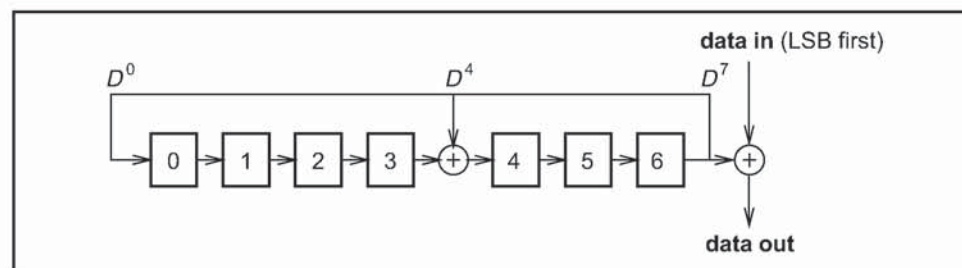 data in (LSB first)
D⁰ D⁴ D⁷
0 1 2 3 + 4 5 6 +
data out